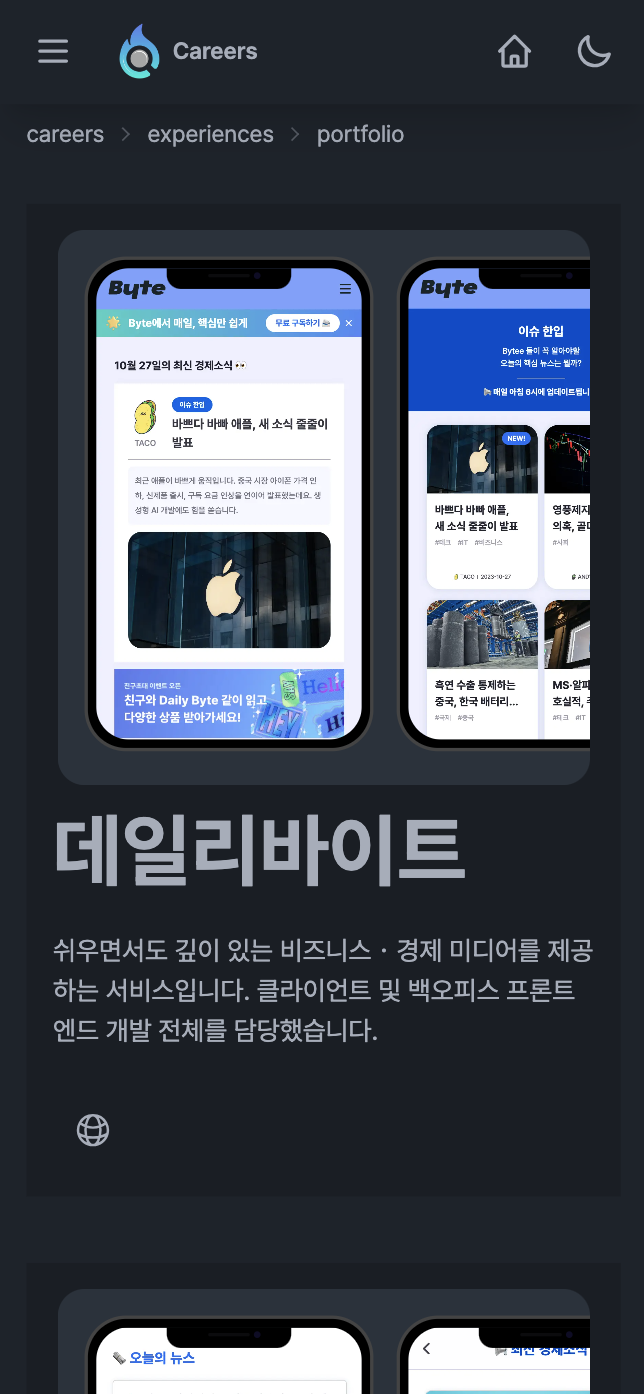 Careers
careers > experiences > portfolio
Byte
Byte에서 매일, 핵심만 쉽게
무료 구독하기
10월 27일의 최신 경제소식
이슈 한입
바쁘다 바빠 애플, 새 소식 줄줄이
발표
TACO
최근 애플이 바쁘게 움직입니다. 중국 시장 아이폰 가격 인
하, 신제품 출시, 구독 요금 인상을 연이어 발표했는데요. 생
성형 AI 개발에도 힘을 쏟습니다.
친구초대 이벤트 오픈
친구와 Daily Byte 같이 읽고
다양한 상품 받아가세요!
Hello
HEY
Hi
Byte
이슈 한입
Bytee 들이 꼭 알아야할
오늘의 핵심 뉴스는 뭘까?
매일 아침 6시에 업데이트됩니
NEW!
바쁘다 바빠 애플,
새 소식 줄줄이 발표
#테크 #IT #비즈니스
TACO | 2023-10-27
영풍제지
의혹, 골
#시끄
흑연 수출 통제하는
중국, 한국 배터리...
#국제 #중국
MS·알파
호실적,
#테크 #IT
데일리바이트
쉬우면서도 깊이 있는 비즈니스 · 경제 미디어를 제공
하는 서비스입니다. 클라이언트 및 백오피스 프론트
엔드 개발 전체를 담당했습니다.
오늘의 뉴스
최신 경제소식